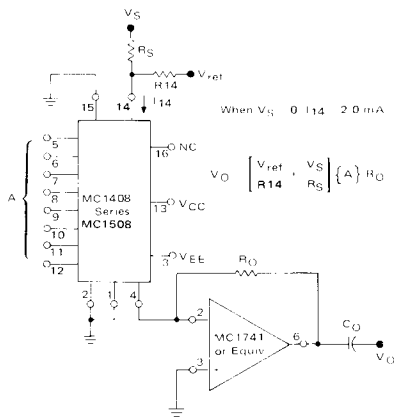 VS
RS
R14
Vref
15
14
I14
When VS 0 I14 2.0 mA
A
5
6
7
8
9
10
11
12
MC1408
Series
MC1508
16
NC
13
VCC
3
VEE
VO [ Vref R14 + VS RS ] {A} RO
2
1
4
RO
2
MC1741
or Equiv
6
3
CO
VO